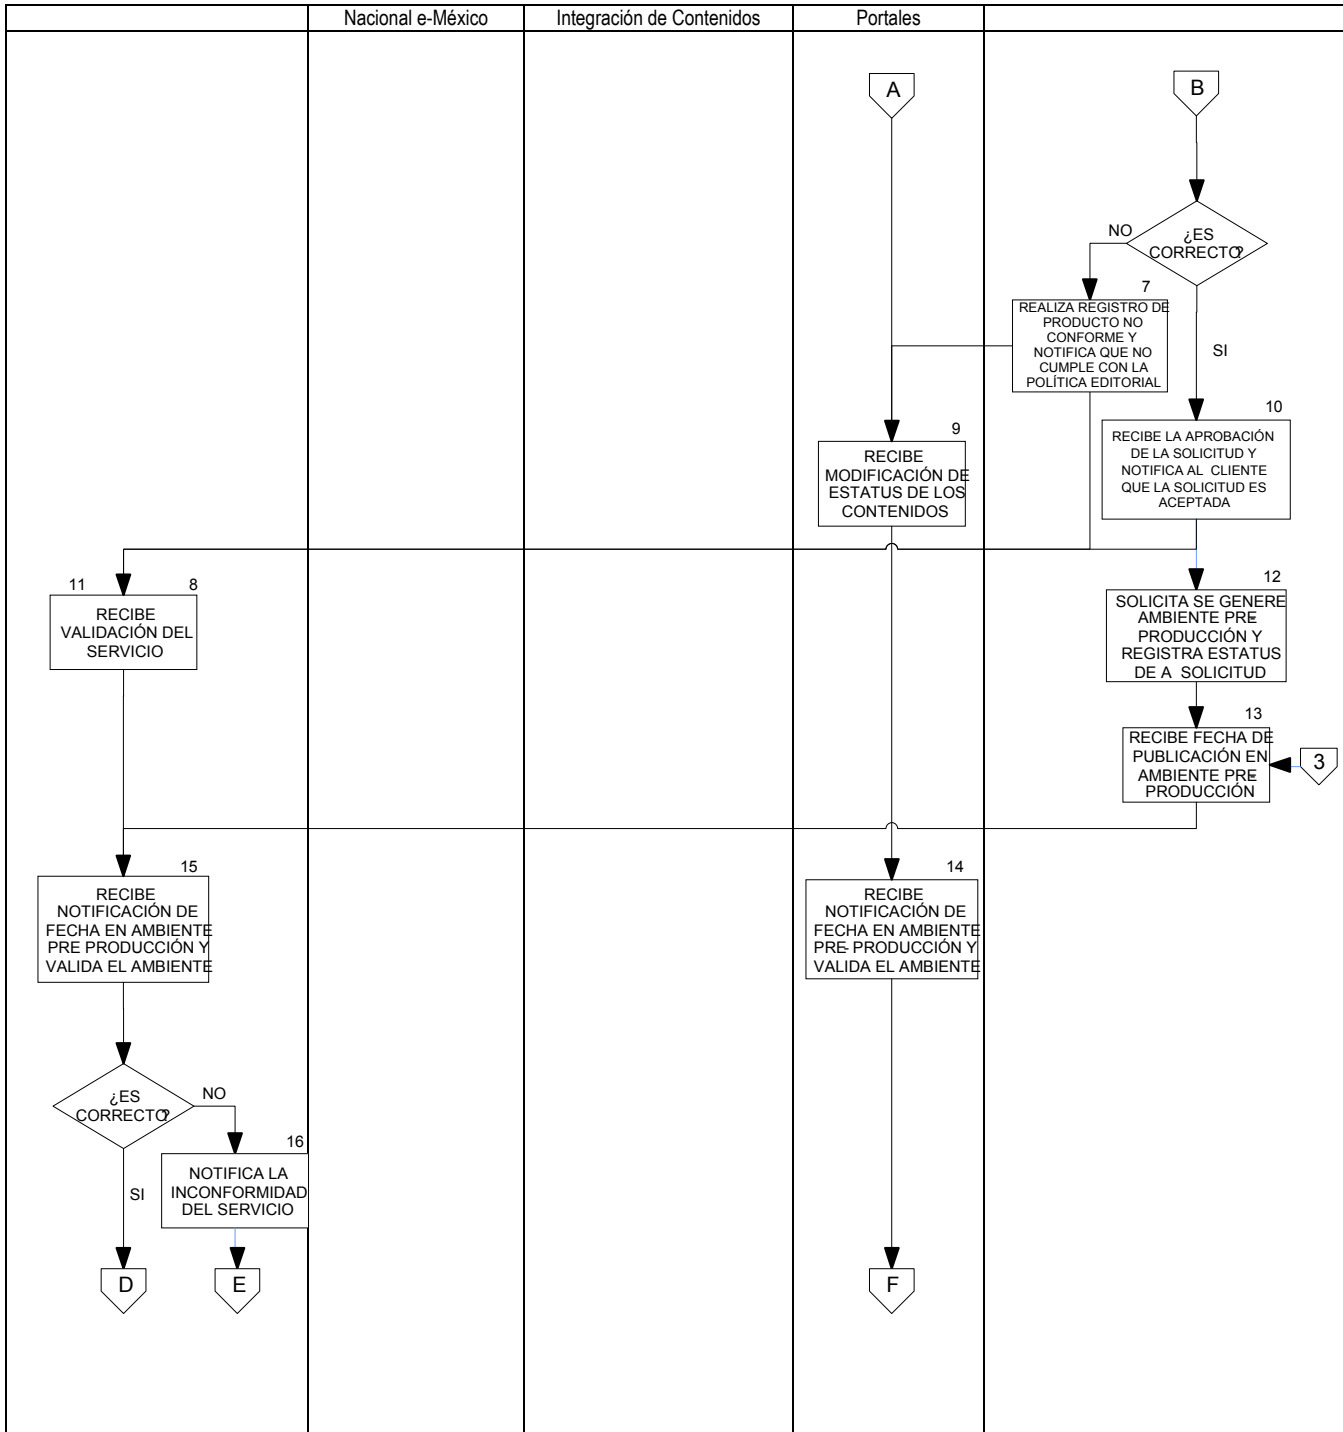 Nacional e-México
Integración de Contenidos
Portales
A
B
¿ES
CORRECTO?
NO
SI
7
REALIZA REGISTRO DE
PRODUCTO NO
CONFORME Y
NOTIFICA QUE NO
CUMPLE CON LA
POLÍTICA EDITORIAL
9
RECIBE
MODIFICACIÓN DE
ESTATUS DE LOS
CONTENIDOS
10
RECIBE LA APROBACIÓN
DE LA SOLICITUD Y
NOTIFICA AL CLIENTE
QUE LA SOLICITUD ES
ACEPTADA
11
8
RECIBE
VALIDACIÓN DEL
SERVICIO
12
SOLICITA SE GENERE
AMBIENTE PRE-
PRODUCCIÓN Y
REGISTRA ESTATUS
DE A SOLICITUD
13
RECIBE FECHA DE
PUBLICACIÓN EN
AMBIENTE PRE-
PRODUCCIÓN
3
15
RECIBE
NOTIFICACIÓN DE
FECHA EN AMBIENTE
PRE PRODUCCIÓN Y
VALIDA EL AMBIENTE
14
RECIBE
NOTIFICACIÓN DE
FECHA EN AMBIENTE
PRE- PRODUCCIÓN Y
VALIDA EL AMBIENTE
¿ES
CORRECTO?
NO
SI
16
NOTIFICA LA
INCONFORMIDAD
DEL SERVICIO
D
E
F